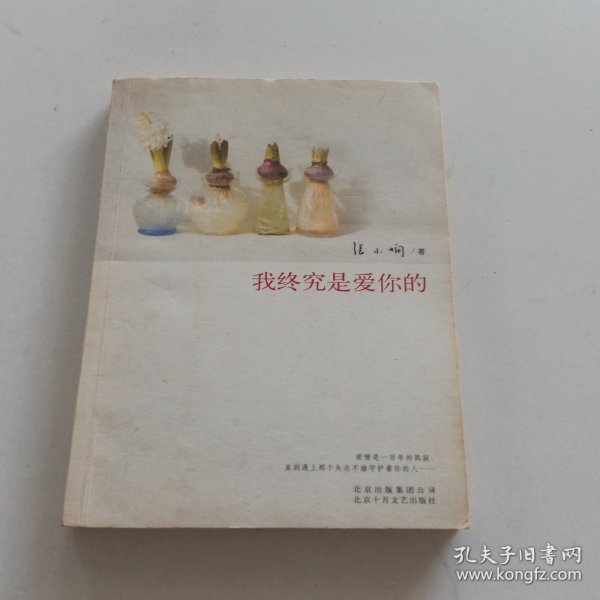 张小娴/著
我终究是爱你的
爱情是一百年的孤寂，
直到遇上那个矢志不渝守护着你的人……
北京出版集团公司
北京十月文艺出版社
孔夫子旧书网
www.kongfz.com